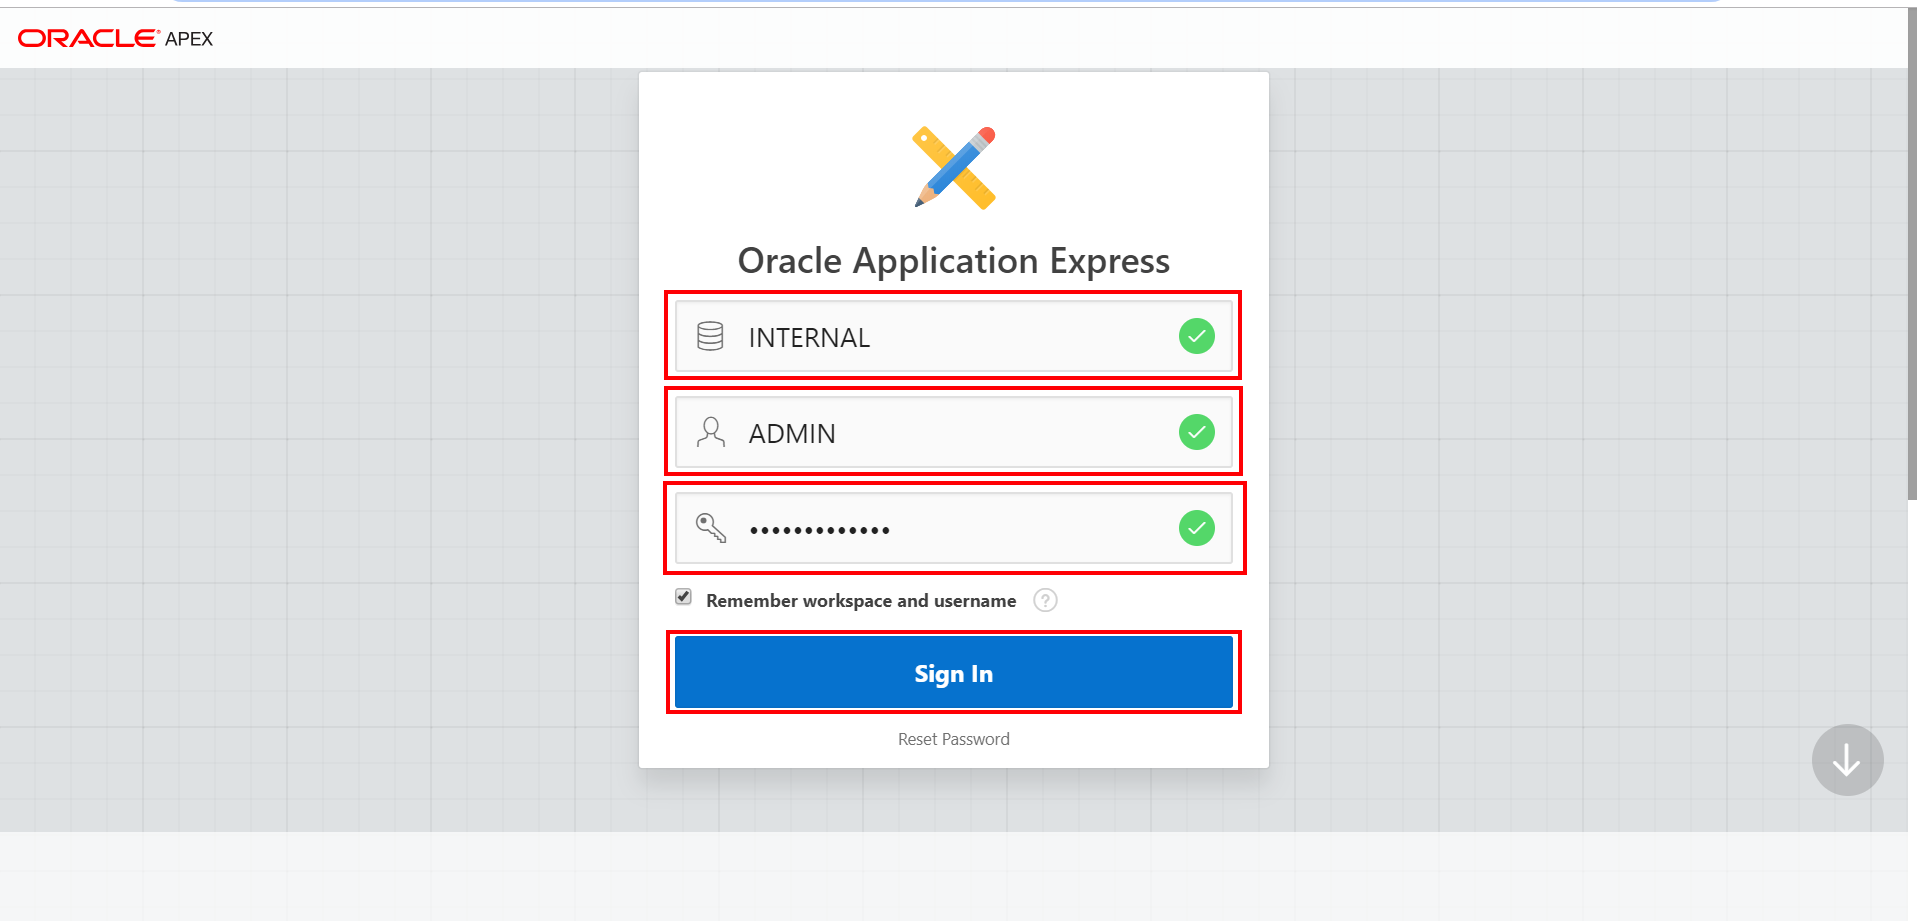 ORACLE® APEX
Oracle Application Express
INTERNAL
ADMIN
•••••••••••••
Remember workspace and username ?
Sign In
Reset Password